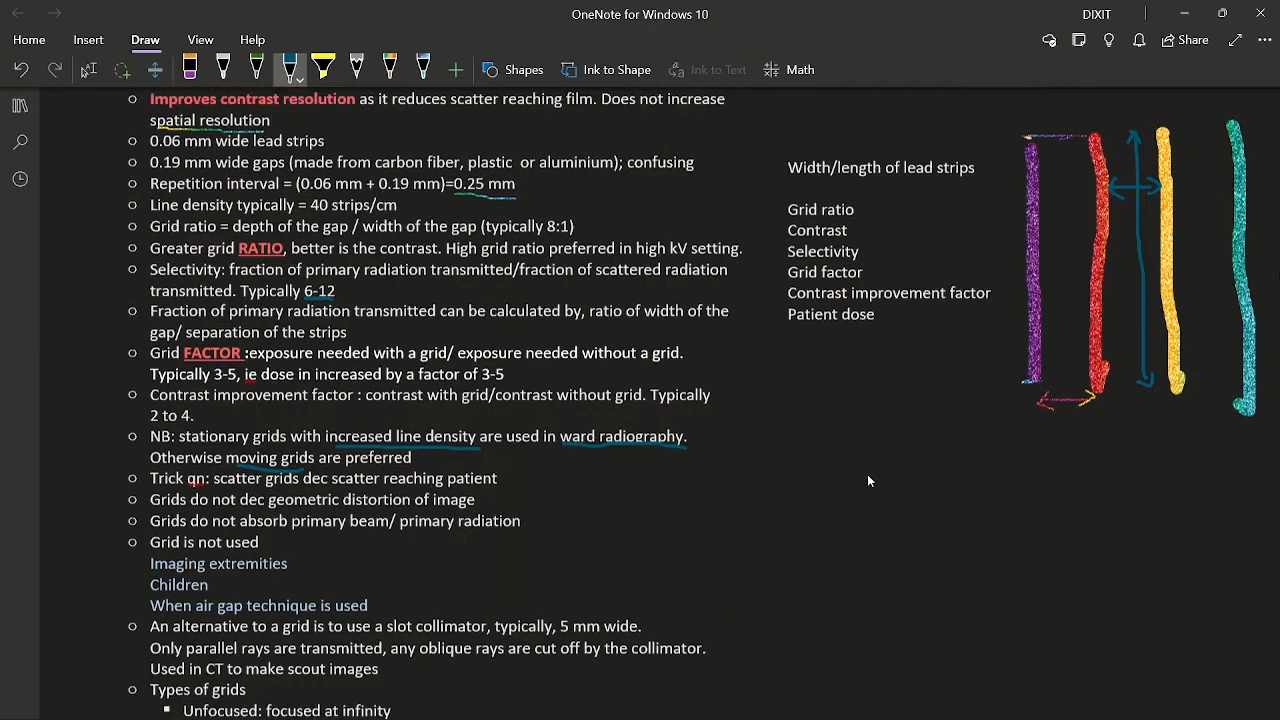 OneNote for Windows 10
DIXIT
Home Insert Draw View Help
Share
Shapes Ink to Shape Ink to Text Math
Improves contrast resolution as it reduces scatter reaching film. Does not increase
spatial resolution
0.06 mm wide lead strips
0.19 mm wide gaps (made from carbon fiber, plastic or aluminium); confusing
Repetition interval = (0.06 mm + 0.19 mm)=0.25 mm
Line density typically = 40 strips/cm
Grid ratio = depth of the gap / width of the gap (typically 8:1)
Greater grid RATIO, better is the contrast. High grid ratio preferred in high kV setting.
Selectivity: fraction of primary radiation transmitted/fraction of scattered radiation
transmitted. Typically 6-12
Fraction of primary radiation transmitted can be calculated by, ratio of width of the
gap/ separation of the strips
Grid FACTOR :exposure needed with a grid/ exposure needed without a grid.
Typically 3-5, ie dose in increased by a factor of 3-5
Contrast improvement factor : contrast with grid/contrast without grid. Typically
2 to 4.
NB: stationary grids with increased line density are used in ward radiography.
Otherwise moving grids are preferred
Trick qn: scatter grids dec scatter reaching patient
Grids do not dec geometric distortion of image
Grids do not absorb primary beam/ primary radiation
Grid is not used
Imaging extremities
Children
When air gap technique is used
An alternative to a grid is to use a slot collimator, typically, 5 mm wide.
Only parallel rays are transmitted, any oblique rays are cut off by the collimator.
Used in CT to make scout images
Types of grids
Unfocused: focused at infinity
Width/length of lead strips
Grid ratio
Contrast
Selectivity
Grid factor
Contrast improvement factor
Patient dose